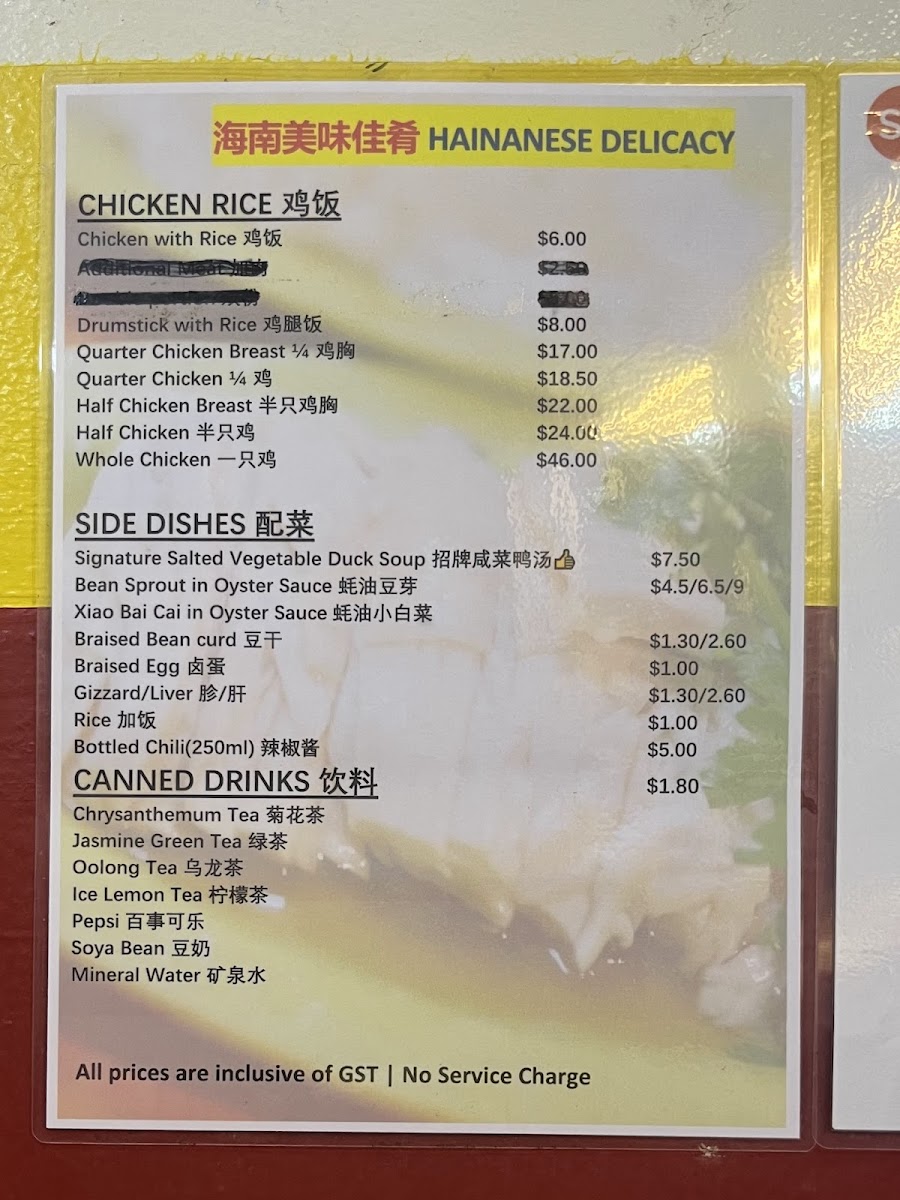 海南美味佳肴 HAINANESE DELICACY
CHICKEN RICE 鸡饭
Chicken with Rice 鸡饭 $6.00
Additional Meat
Drumstick with Rice 鸡腿饭 $8.00
Quarter Chicken Breast ¼ 鸡胸 $17.00
Quarter Chicken ¼ 鸡 $18.50
Half Chicken Breast 半只鸡胸 $22.00
Half Chicken 半只鸡 $24.00
Whole Chicken 一只鸡 $46.00
SIDE DISHES 配菜
Signature Salted Vegetable Duck Soup 招牌咸菜鸭汤👍 $7.50
Bean Sprout in Oyster Sauce 蚝油豆芽 $4.5/6.5/9
Xiao Bai Cai in Oyster Sauce 蚝油小白菜
Braised Bean curd 豆干 $1.30/2.60
Braised Egg 卤蛋 $1.00
Gizzard/Liver 胗/肝 $1.30/2.60
Rice 加饭 $1.00
Bottled Chili(250ml) 辣椒酱 $5.00
CANNED DRINKS 饮料 $1.80
Chrysanthemum Tea 菊花茶
Jasmine Green Tea 绿茶
Oolong Tea 乌龙茶
Ice Lemon Tea 柠檬茶
Pepsi 百事可乐
Soya Bean 豆奶
Mineral Water 矿泉水
All prices are inclusive of GST | No Service Charge
S